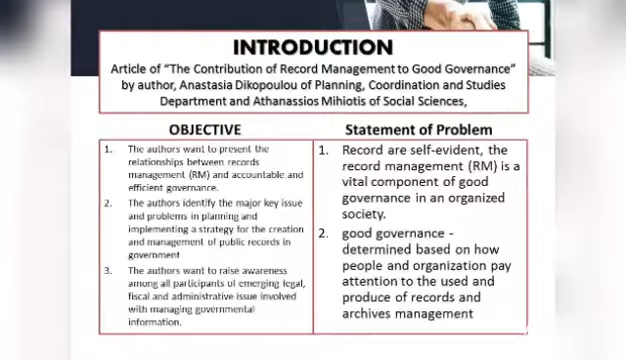 INTRODUCTION
Article of “The Contribution of Record Management to Good Governance”
by author, Anastasia Dikopoulou of Planning, Coordination and Studies
Department and Athanassios Mihiotis of Social Sciences,
OBJECTIVE
1. The authors want to present the
relationships between records
management (RM) and accountable and
efficient governance.
2. The authors identify the major key issue
and problems in planning and
implementing a strategy for the creation
and management of public records in
government
3. The authors want to raise awareness
among all participants of emerging legal,
fiscal and administrative issue involved
with managing governmental
information.
Statement of Problem
1. Record are self-evident, the
record management (RM) is a
vital component of good
governance in an organized
society.
2. good governance -
determined based on how
people and organization pay
attention to the used and
produce of records and
archives management